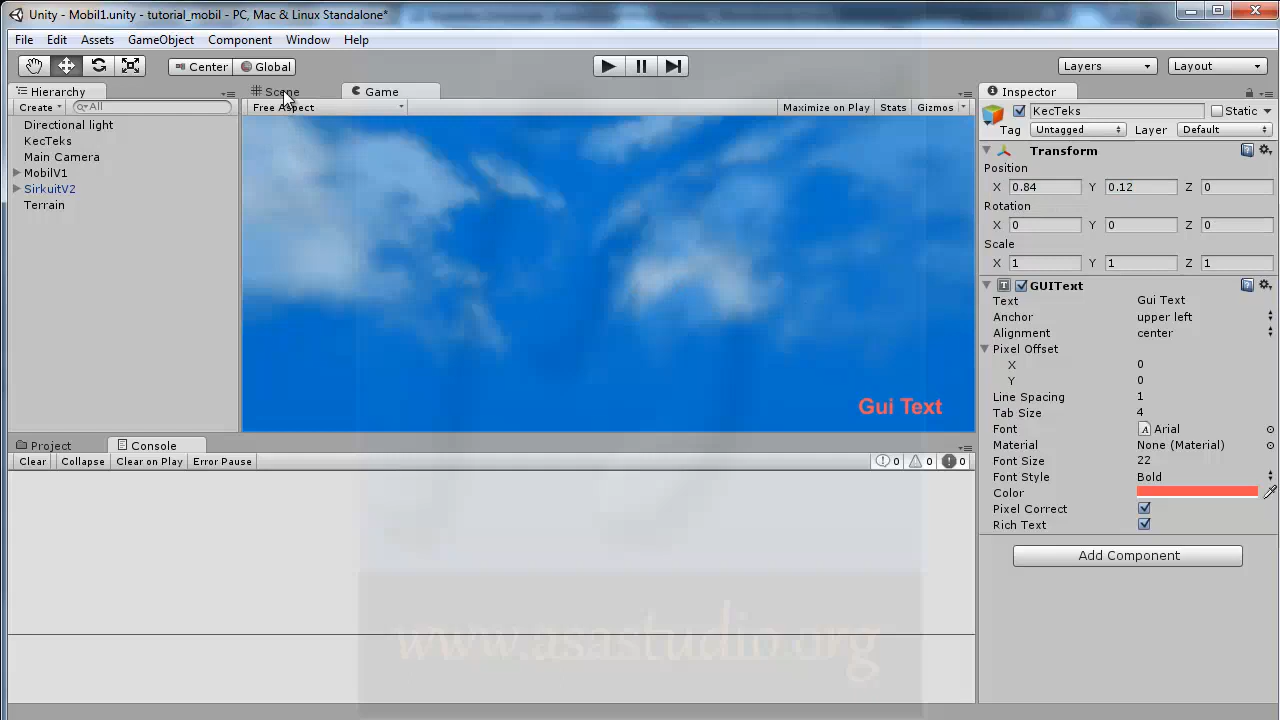 Unity - Mobil1.unity - tutorial_mobil - PC, Mac & Linux Standalone*
File Edit Assets GameObject Component Window Help
Center Global Layers Layout
Hierarchy Scene Game Inspector
Create All Free Aspect Maximize on Play Stats Gizmos KecTeks Static
Directional light Tag Untagged Layer Default
KecTeks
Main Camera
MobilV1
SirkuitV2
Terrain
Transform
Position
X 0.84 Y 0.12 Z 0
Rotation
X 0 Y 0 Z 0
Scale
X 1 Y 1 Z 1
GUIText
Text Gui Text
Anchor upper left
Alignment center
Pixel Offset
X 0
Y 0
Line Spacing 1
Tab Size 4
Font Arial
Material None (Material)
Font Size 22
Font Style Bold
Color
Pixel Correct
Rich Text
Add Component
Gui Text
Project Console
Clear Collapse Clear on Play Error Pause 0 0 0
www.asastudio.org